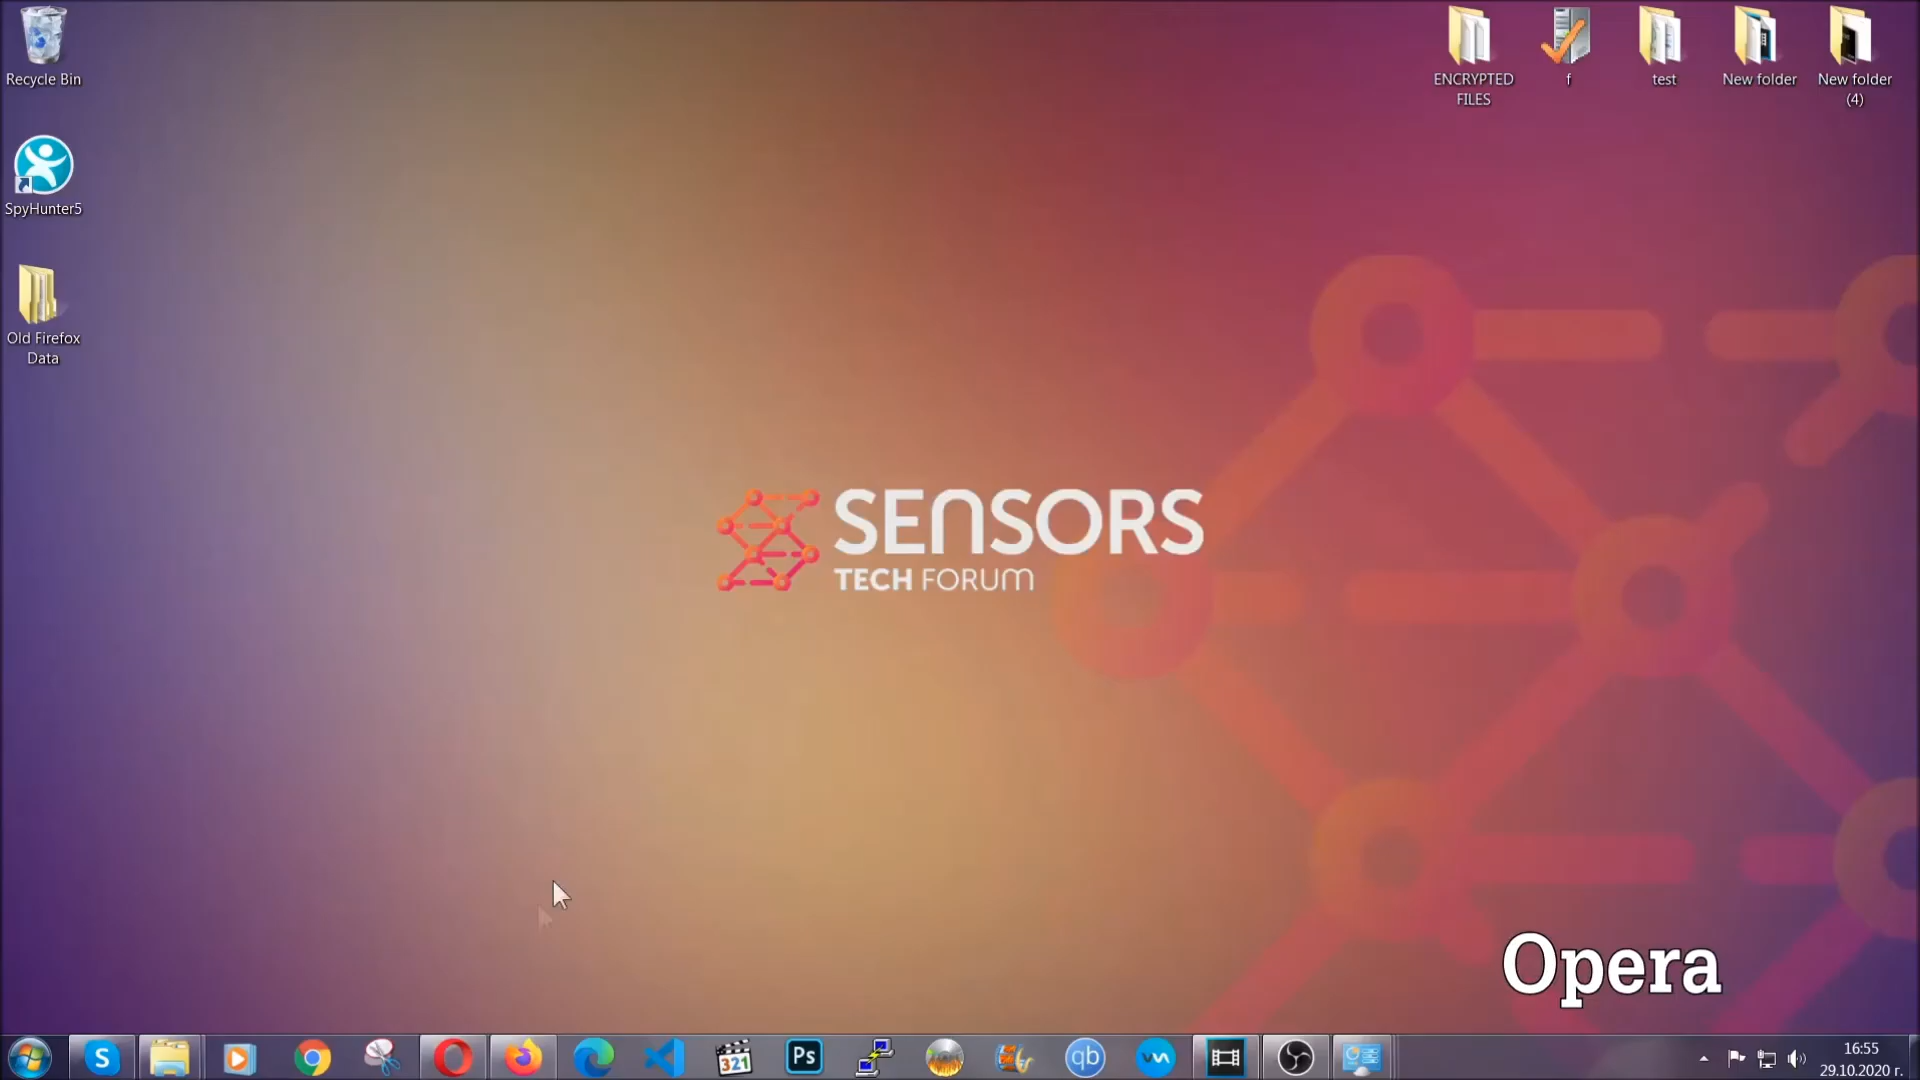 Recycle Bin
SpyHunter5
Old Firefox
Data
ENCRYPTED
FILES
f
test
New folder
New folder
(4)
SENSORS
TECH FORUM
Opera
S
321
Ps
qb
16:55
29.10.2020 г.